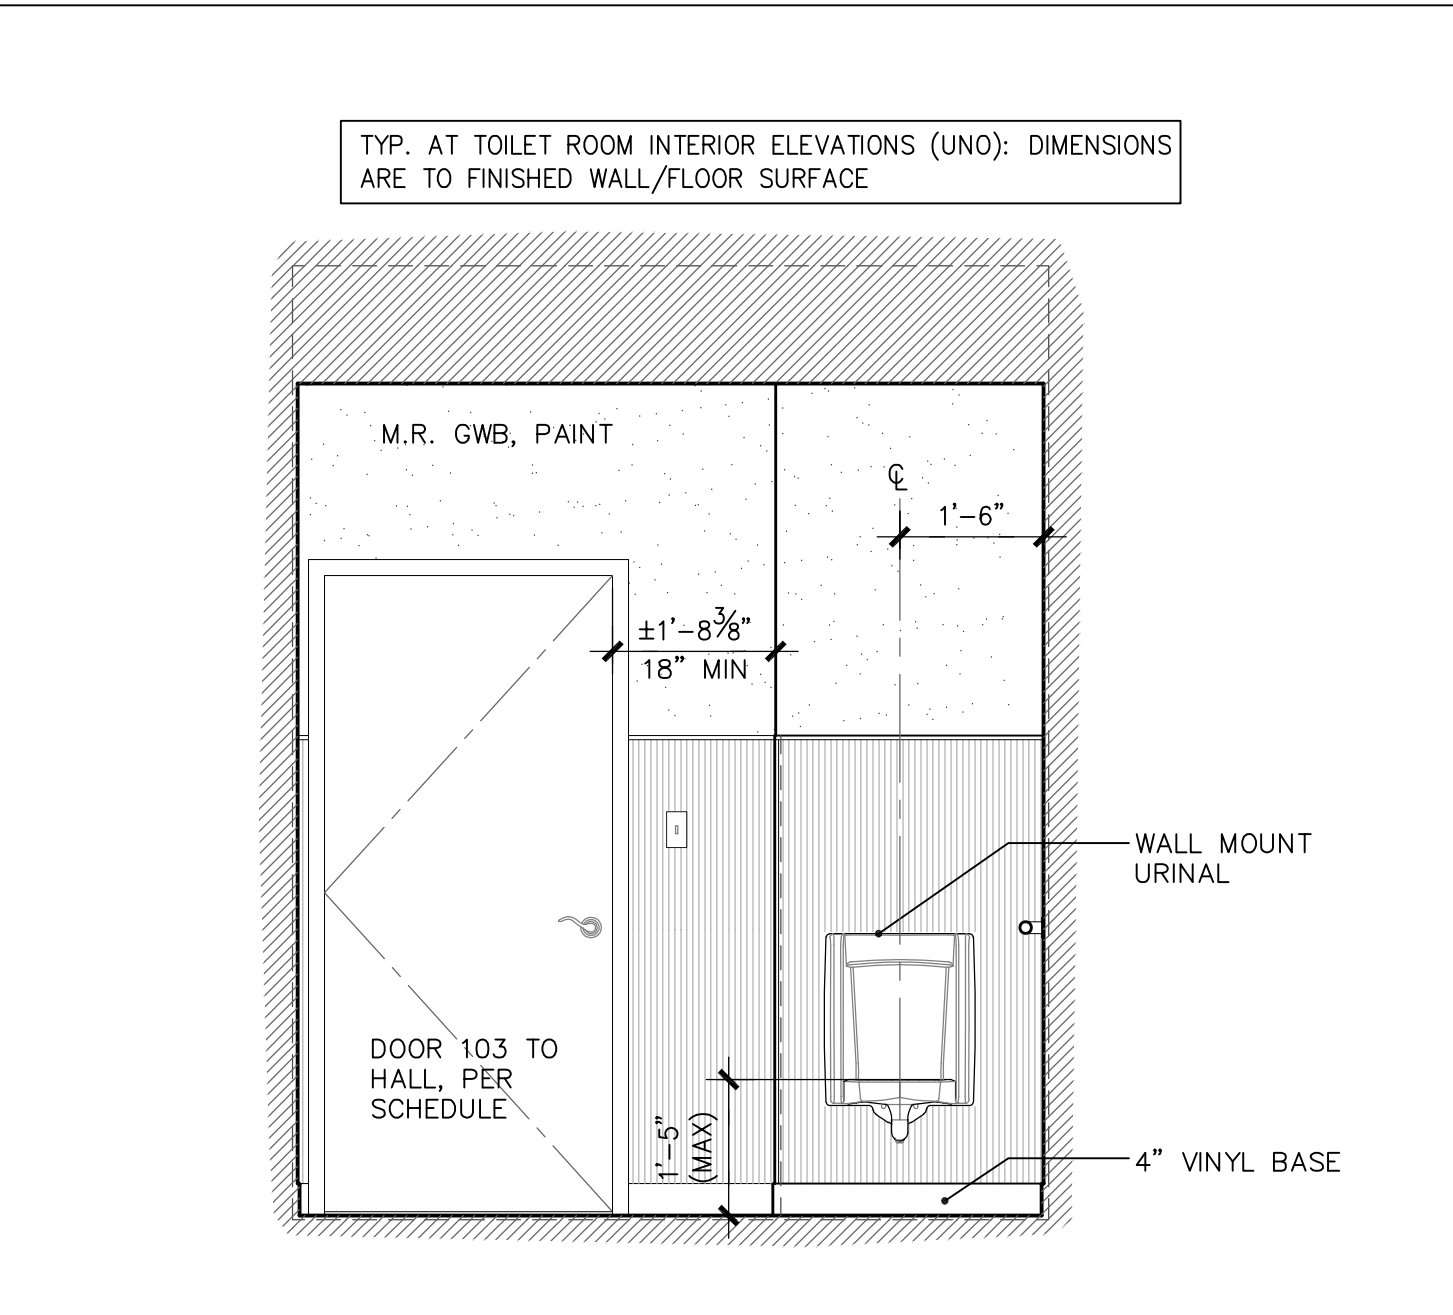 TYP. AT TOILET ROOM INTERIOR ELEVATIONS (UNO): DIMENSIONS
ARE TO FINISHED WALL/FLOOR SURFACE
M.R. GWB, PAINT
℄
1'-6"
±1'-8⅜"
18" MIN
WALL MOUNT
URINAL
DOOR 103 TO
HALL, PER
SCHEDULE
1'-5"
(MAX)
4" VINYL BASE